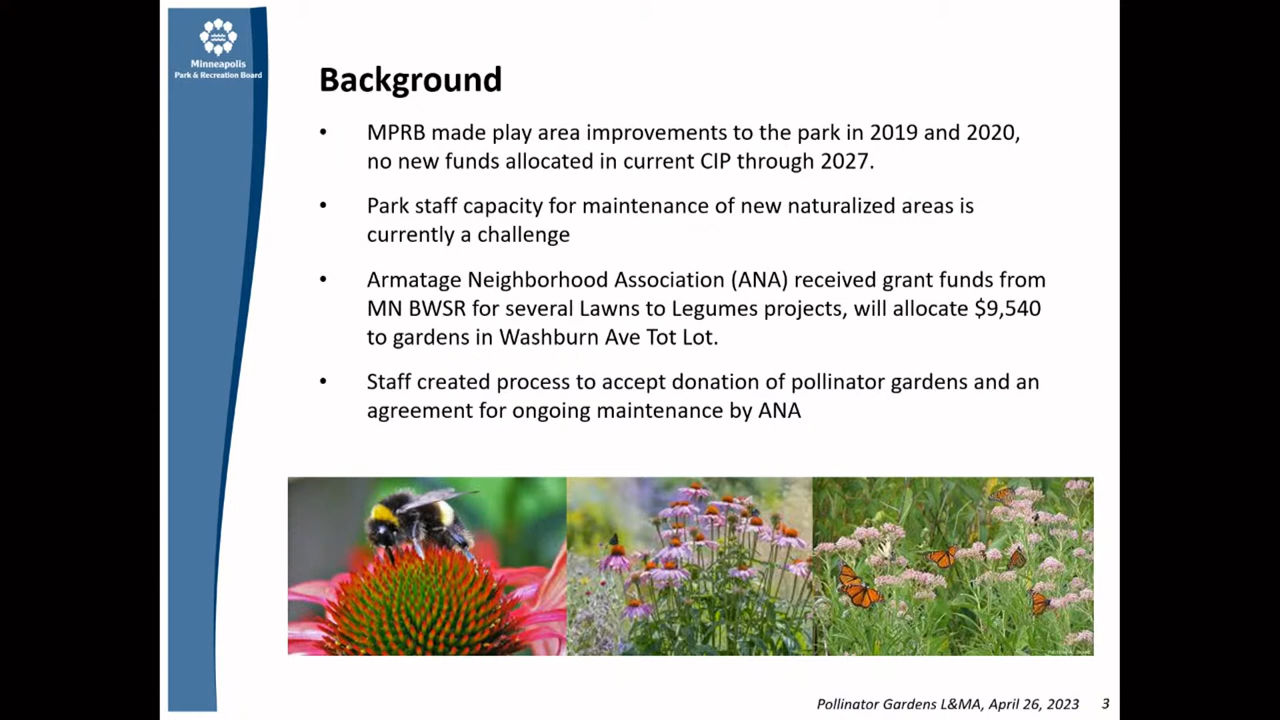 Minneapolis
Park & Recreation Board
Background
• MPRB made play area improvements to the park in 2019 and 2020,
no new funds allocated in current CIP through 2027.
• Park staff capacity for maintenance of new naturalized areas is
currently a challenge
• Armatage Neighborhood Association (ANA) received grant funds from
MN BWSR for several Lawns to Legumes projects, will allocate $9,540
to gardens in Washburn Ave Tot Lot.
• Staff created process to accept donation of pollinator gardens and an
agreement for ongoing maintenance by ANA
Pollinator Gardens L&MA, April 26, 2023 3